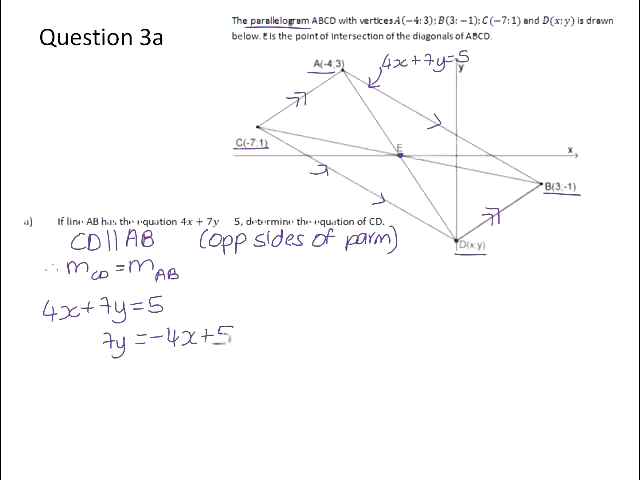 Question 3a
The parallelogram ABCD with vertices A(−4; 3); B(3; −1); C(−7; 1) and D(x; y) is drawn
below. E is the point of intersection of the diagonals of ABCD.
4x+7y=5
A(-4;3)
y
C(-7;1)
E
x
B(3;-1)
D(x;y)
a) If line AB has the equation 4x + 7y 5, determine the equation of CD.
CD||AB (opp sides of parm)
∴ mCD = mAB
4x+7y=5
7y=-4x+5